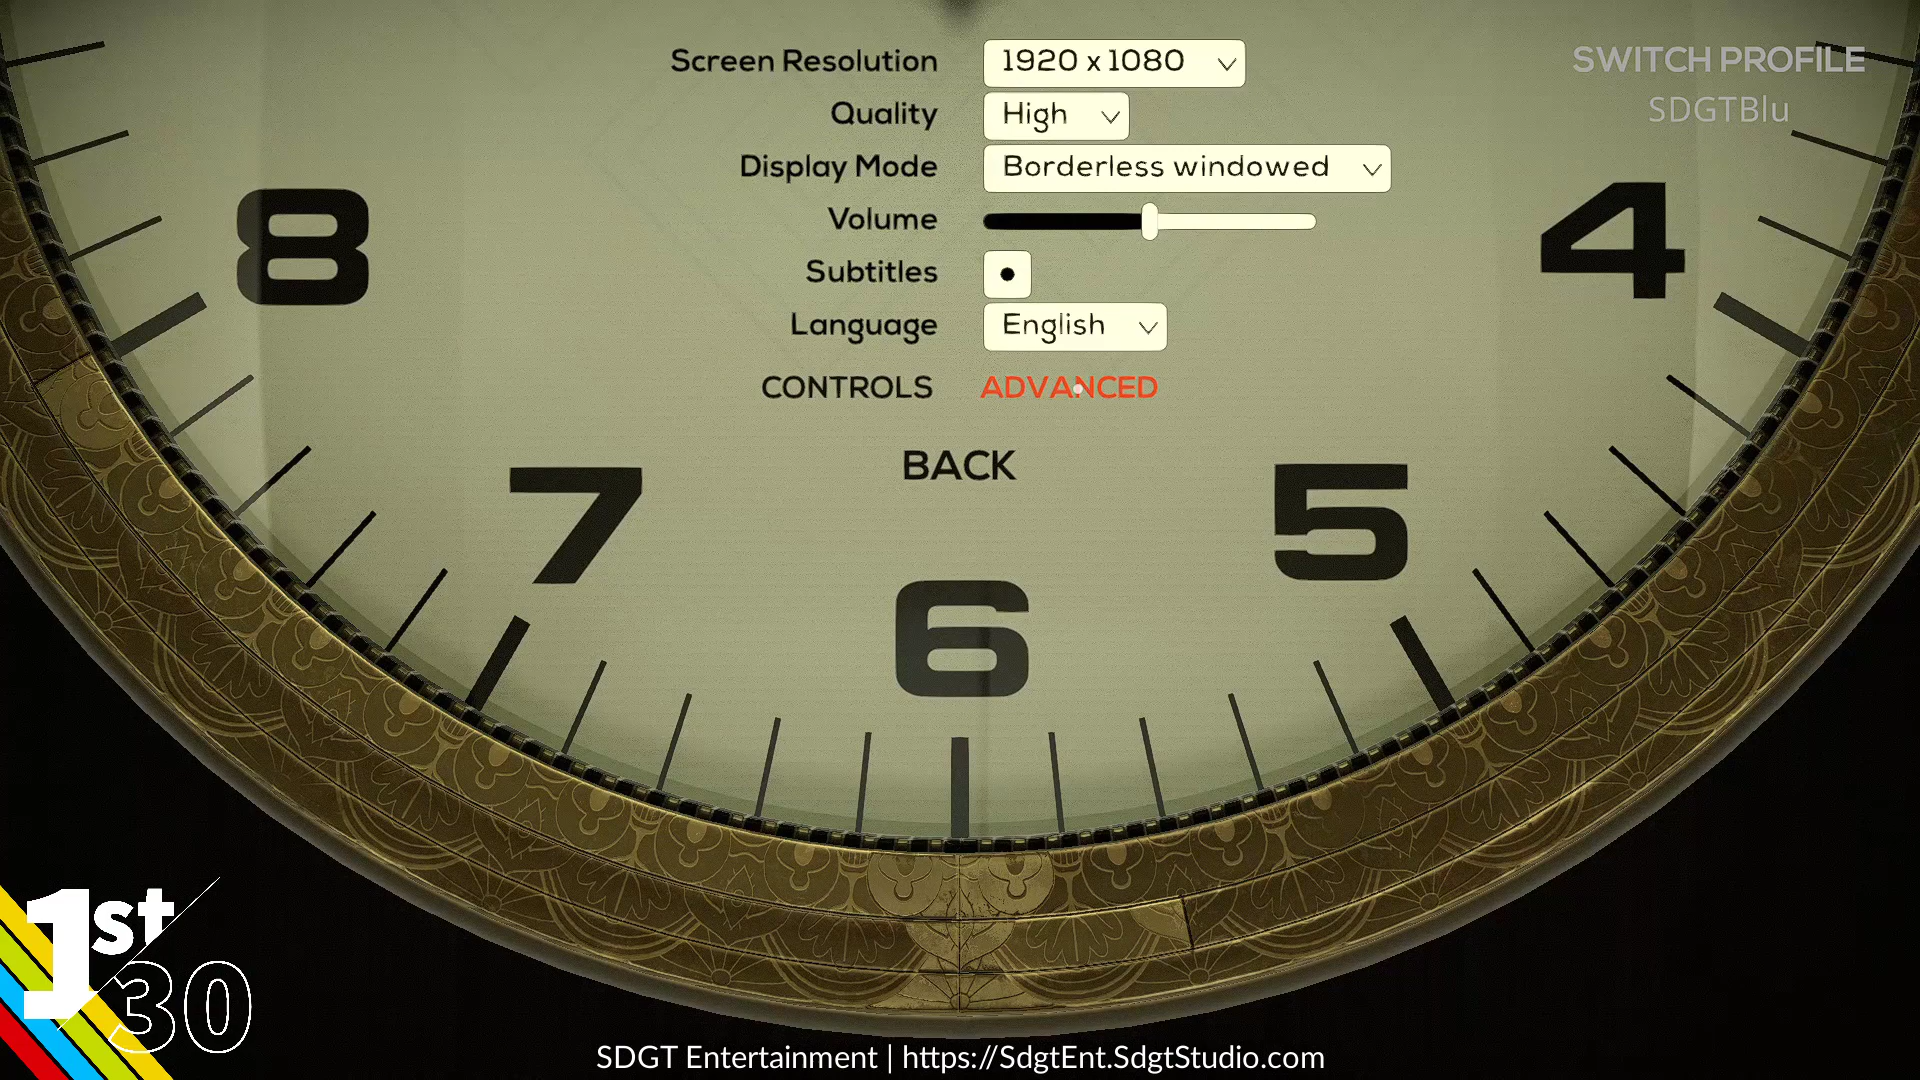 Screen Resolution 1920 x 1080
SWITCH PROFILE
SDGTBlu
Quality High
Display Mode Borderless windowed
Volume
Subtitles
Language English
CONTROLS ADVANCED
BACK
8
4
7
5
6
1st
30
SDGT Entertainment | https://SdgtEnt.SdgtStudio.com